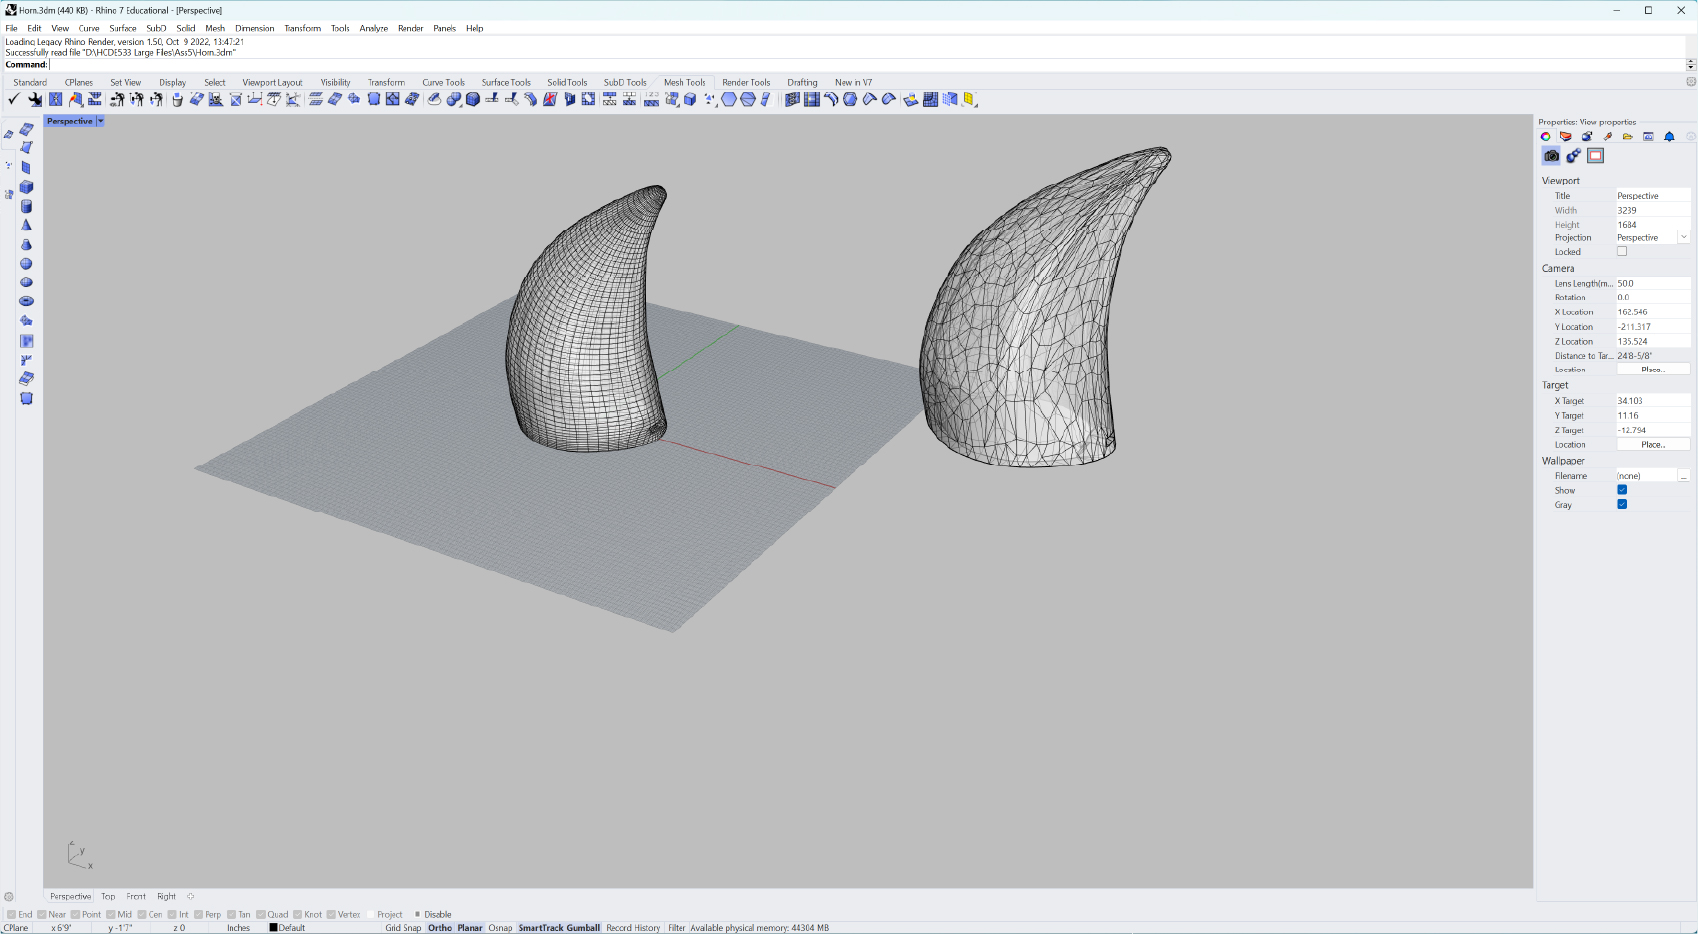 Horn.3dm (440 KB) - Rhino 7 Educational - [Perspective]
File Edit View Curve Surface SubD Solid Mesh Dimension Transform Tools Analyze Render Panels Help
Loading Legacy Rhino Render, version 1.50, Oct 9 2022, 13:47:21
Successfully read file "D:\HCDE533 Large Files\Ass5\Horn.3dm"
Command:
Standard CPlanes Set View Display Select Viewport Layout Visibility Transform Curve Tools Surface Tools Solid Tools SubD Tools Mesh Tools Render Tools Drafting New in V7
Perspective
Properties: View properties
Viewport
Title Perspective
Width 3239
Height 1684
Projection Perspective
Locked
Camera
Lens Length(m... 50.0
Rotation 0.0
X Location 162.546
Y Location -211.317
Z Location 135.524
Distance to Tar... 24'8-5/8"
Location Place...
Target
X Target 34.103
Y Target 11.16
Z Target -12.794
Location Place...
Wallpaper
Filename (none) ...
Show
Gray
z
y
x
Perspective Top Front Right
End Near Point Mid Cen Int Perp Tan Quad Knot Vertex Project Disable
CPlane x 6'9" y -1'7" z 0 Inches Default Grid Snap Ortho Planar Osnap SmartTrack Gumball Record History Filter Available physical memory: 44304 MB